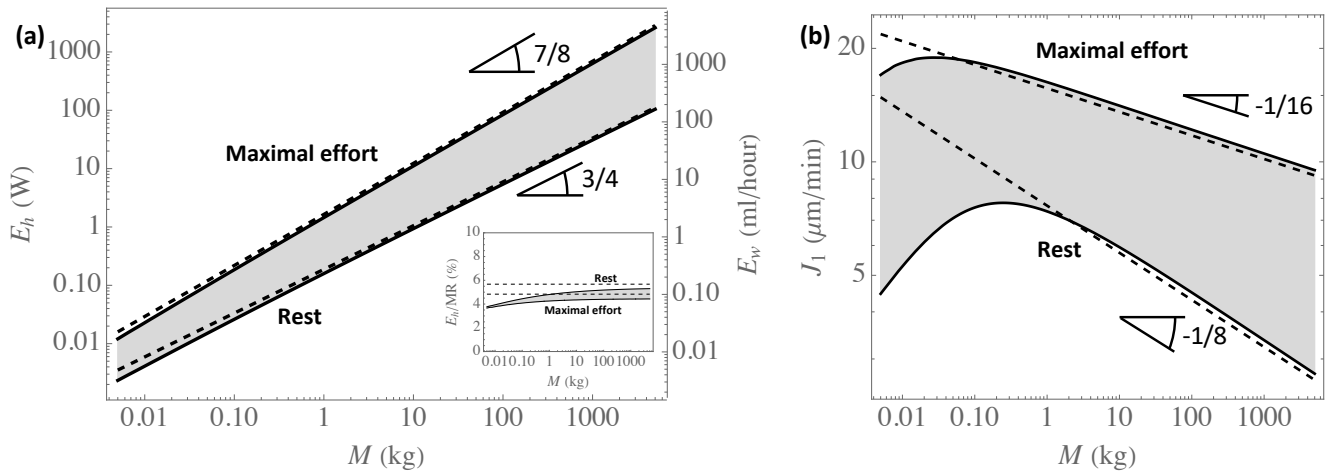 (a)
1000
100
10
1
0.10
0.01
E_h (W)
7/8
Maximal effort
3/4
Rest
1000
100
10
1
0.10
0.01
E_w (ml/hour)
10
8
6
4
2
0
E_h/MR (%)
Rest
Maximal effort
0.01 0.10 1 10 100 1000
M (kg)
0.01 0.10 1 10 100 1000
M (kg)
(b)
20
10
5
J_1 (μm/min)
Maximal effort
-1/16
Rest
-1/8
0.01 0.10 1 10 100 1000
M (kg)